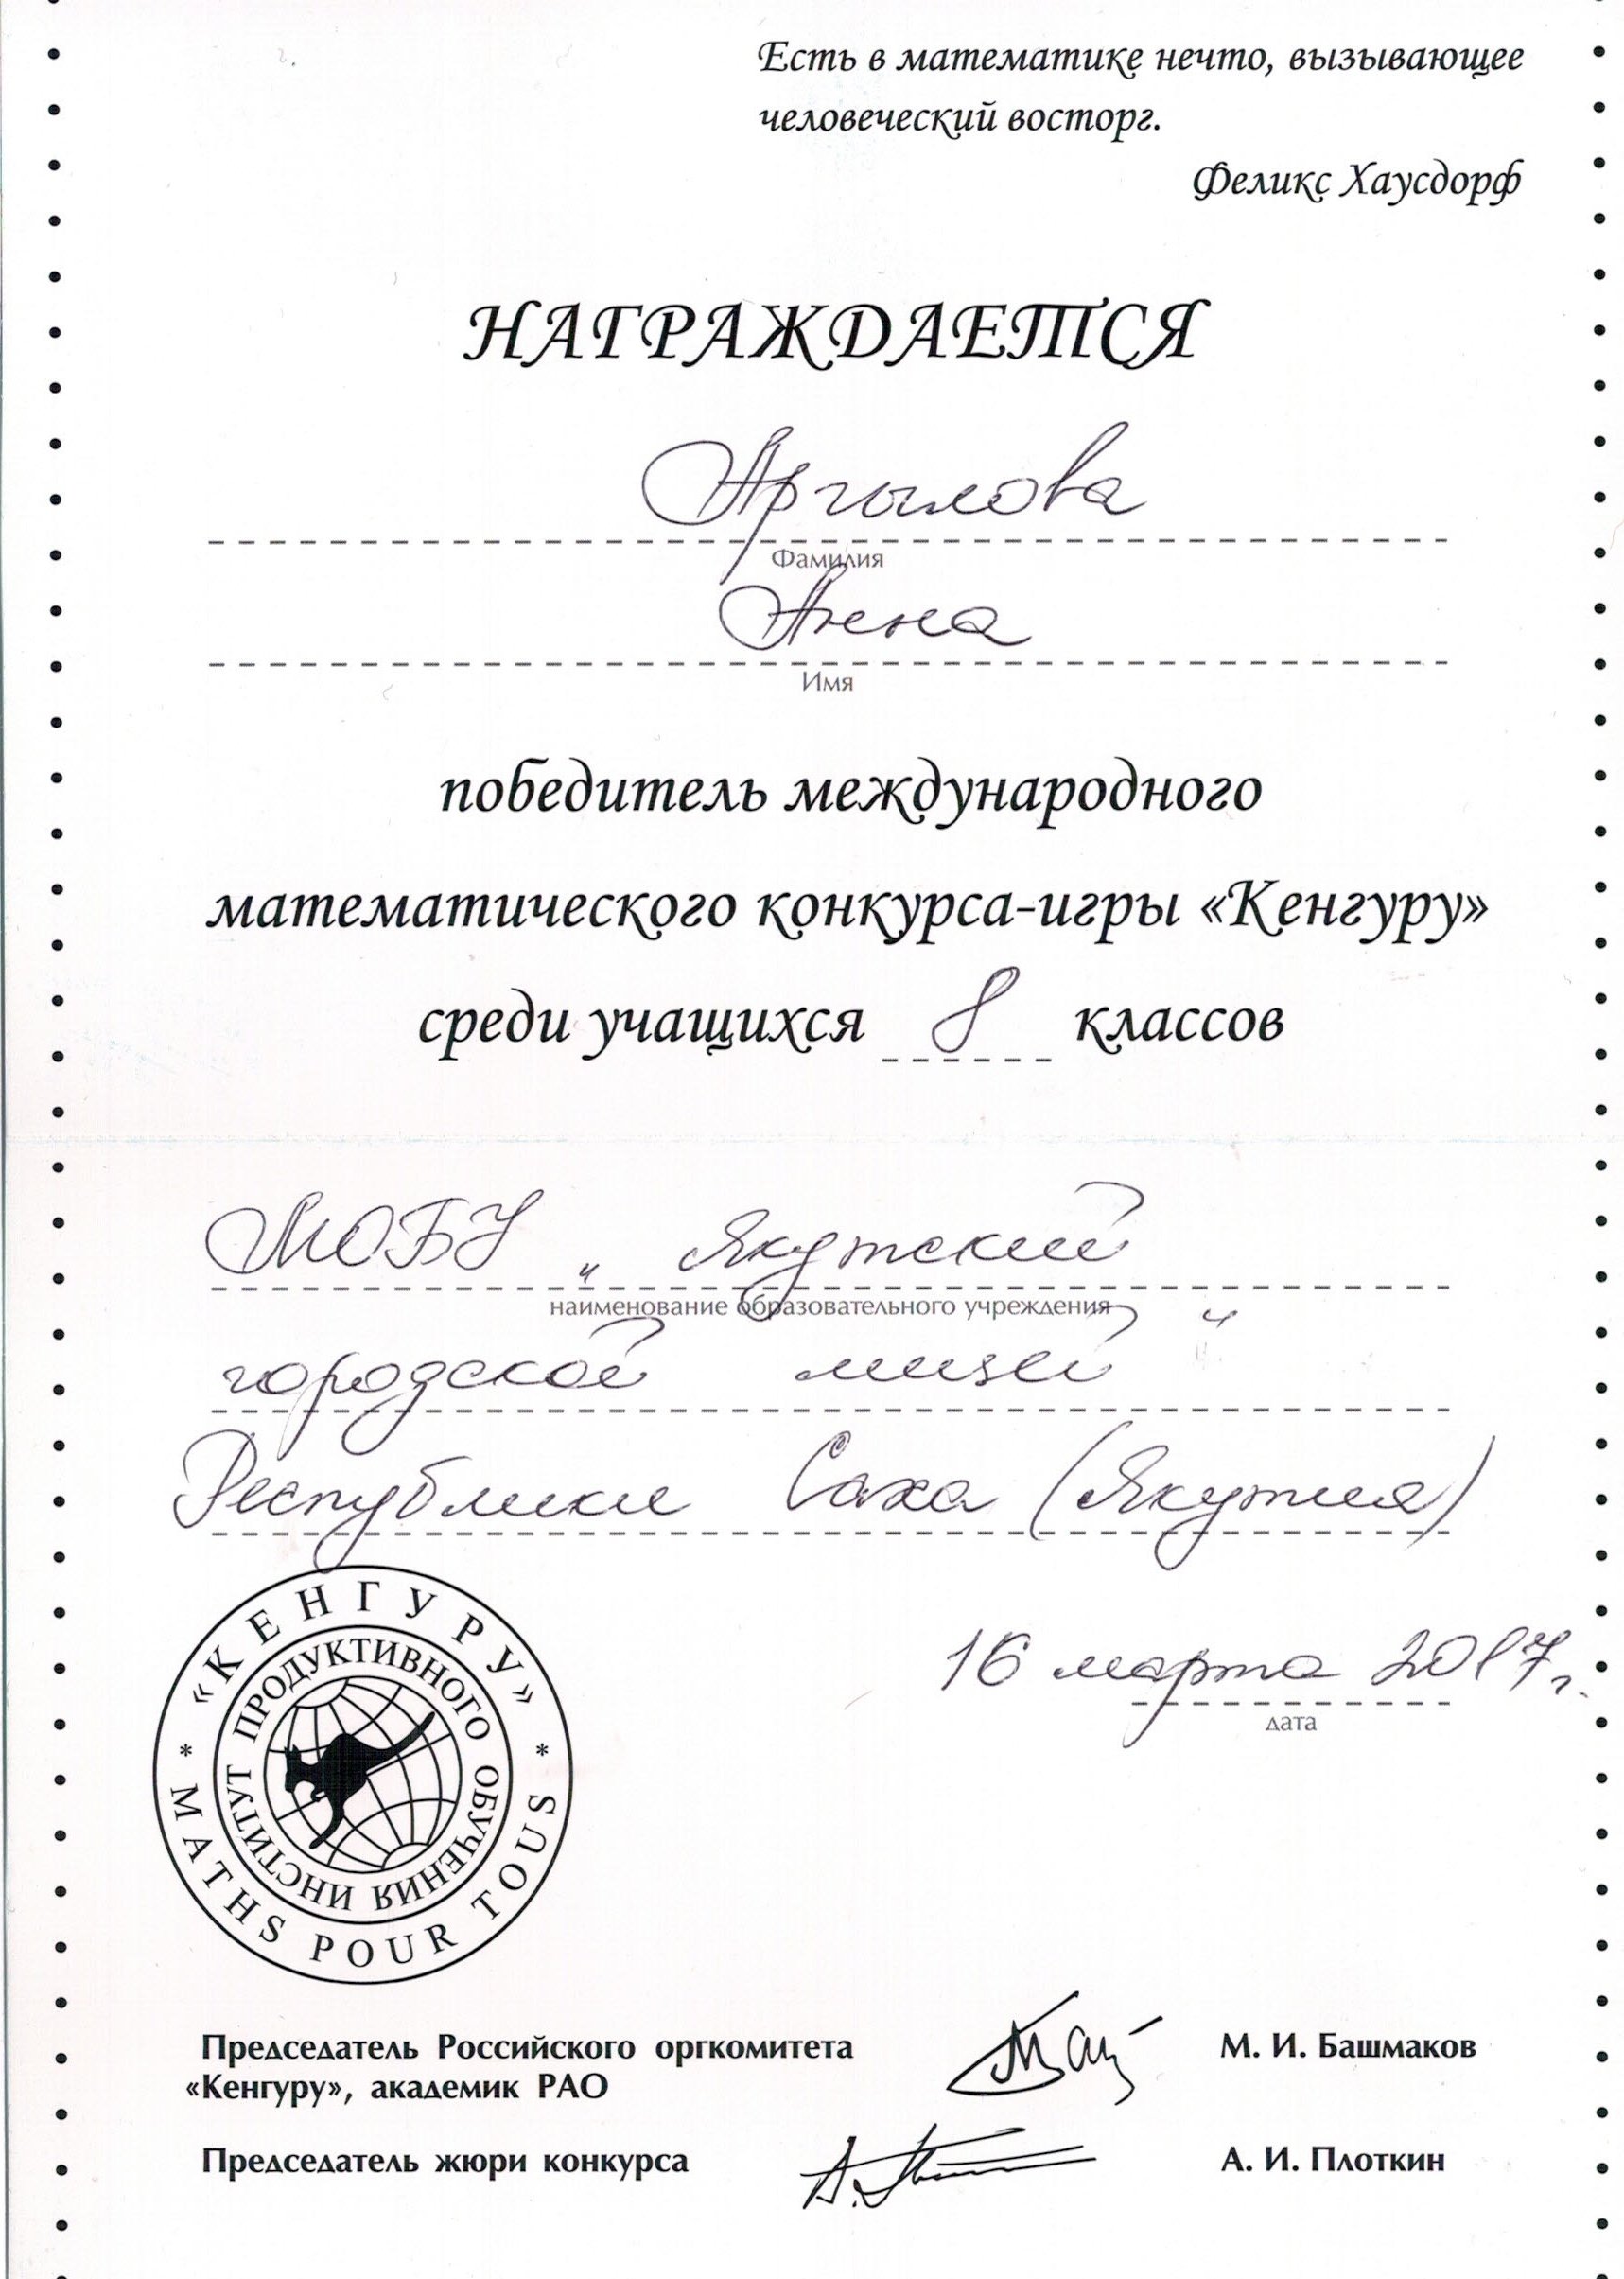 Есть в математике нечто, вызывающее
человеческий восторг.
Феликс Хаусдорф
НАГРАЖДАЕТСЯ
Аргылова
Фамилия
Анна
Имя
победитель международного
математического конкурса-игры «Кенгуру»
среди учащихся 8 классов
МОБУ „Якутский
наименование образовательного учреждения
городской лицей"
Республики Саха (Якутия)
«КЕНГУРУ»
ИНСТИТУТ ПРОДУКТИВНОГО ОБУЧЕНИЯ
* MATHS POUR TOUS *
16 марта 2017г.
дата
Председатель Российского оргкомитета
«Кенгуру», академик РАО
М. И. Башмаков
Председатель жюри конкурса
А. И. Плоткин